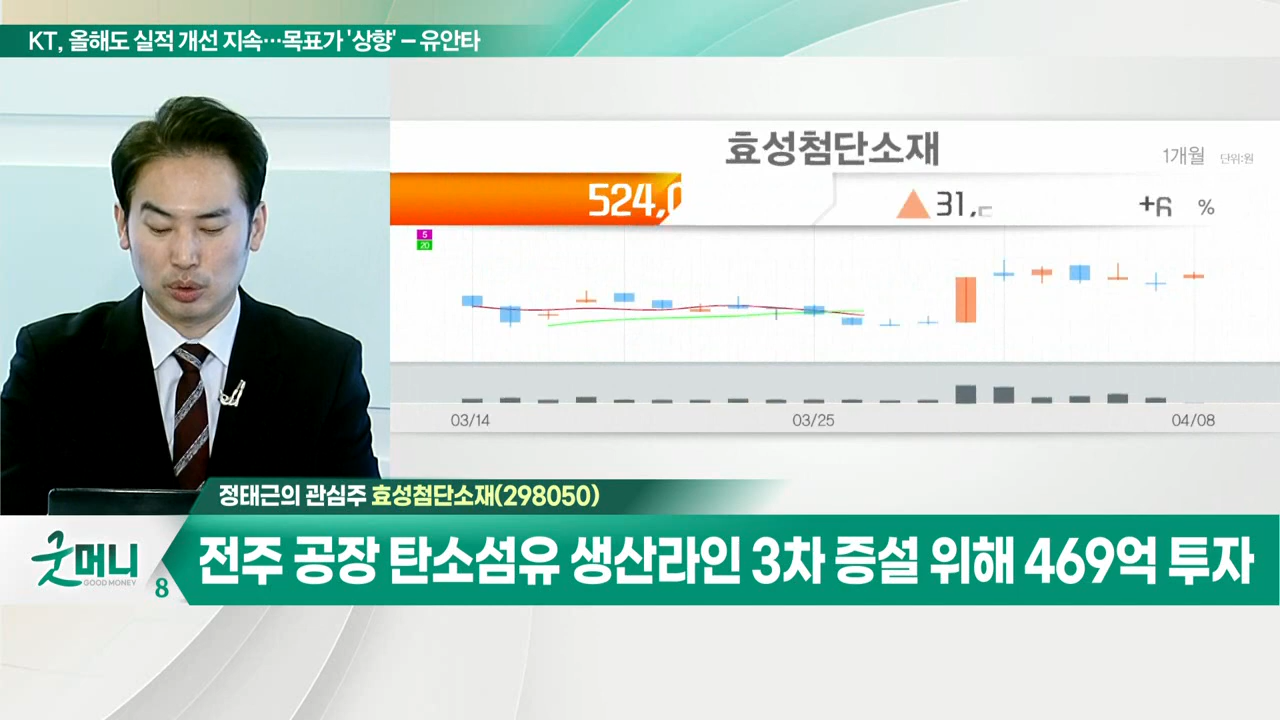 KT, 올해도 실적 개선 지속…목표가 '상향' – 유안타
효성첨단소재
1개월 단위:원
▲31,
%
5
20
03/14 03/25 04/08
정태근의 관심주 효성첨단소재(298050)
굿머니
GOOD MONEY
8
전주 공장 탄소섬유 생산라인 3차 증설 위해 469억 투자